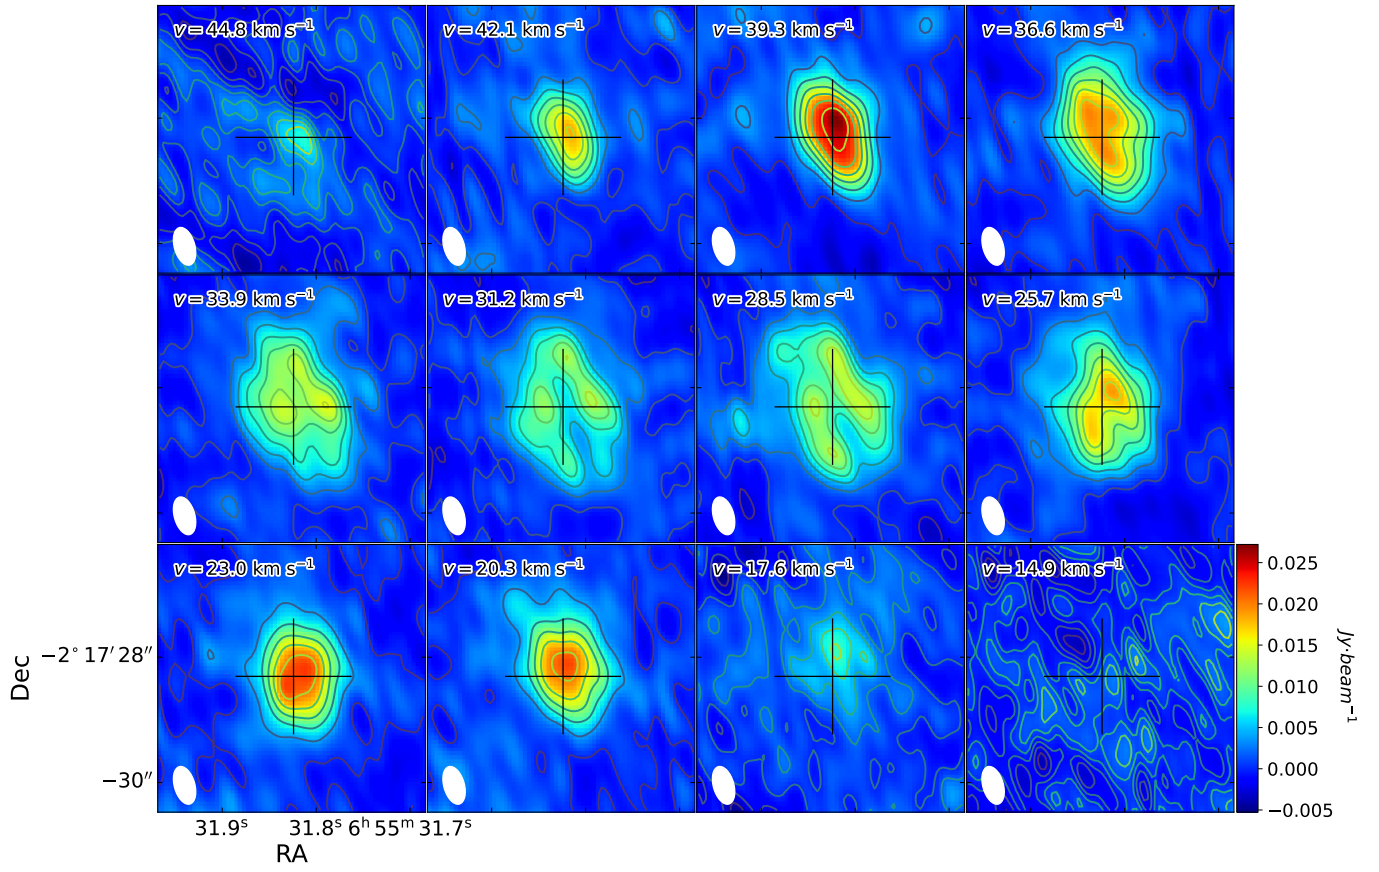 v = 44.8 km s⁻¹
v = 42.1 km s⁻¹
v = 39.3 km s⁻¹
v = 36.6 km s⁻¹
v = 33.9 km s⁻¹
v = 31.2 km s⁻¹
v = 28.5 km s⁻¹
v = 25.7 km s⁻¹
v = 23.0 km s⁻¹
v = 20.3 km s⁻¹
v = 17.6 km s⁻¹
v = 14.9 km s⁻¹
0.025
0.020
0.015
0.010
0.005
0.000
−0.005
Jy·beam⁻¹
−2°17′28″
−30″
Dec
31.9ˢ 31.8ˢ 6ʰ55ᵐ31.7ˢ
RA